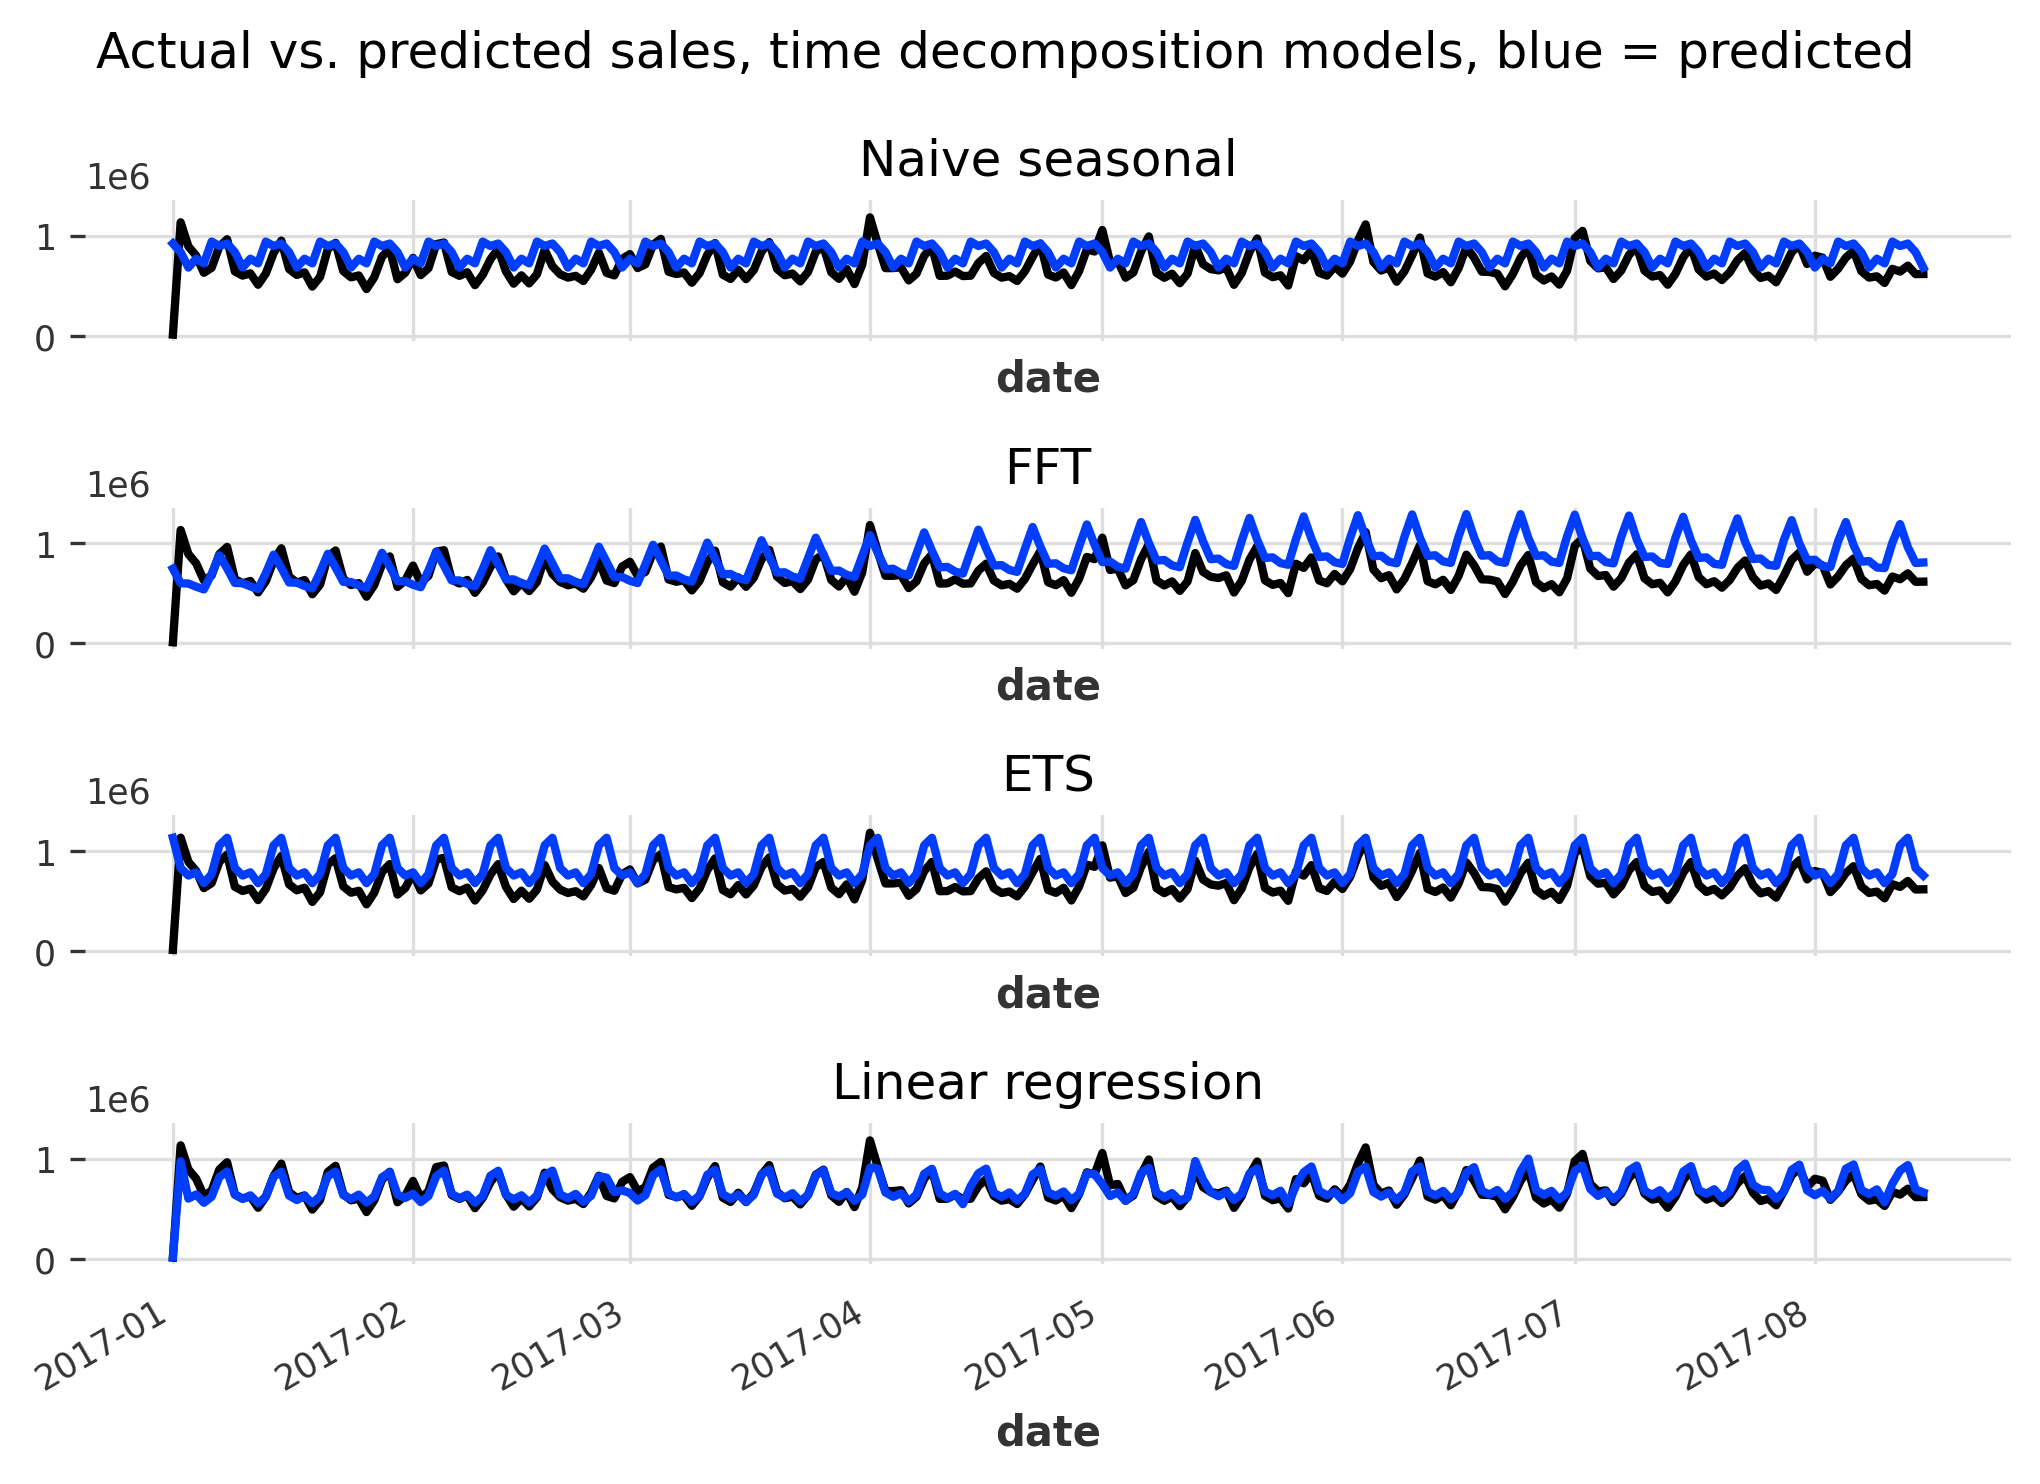 Actual vs. predicted sales, time decomposition models, blue = predicted
Naive seasonal
1e6
1
0
date
FFT
1e6
1
0
date
ETS
1e6
1
0
date
Linear regression
1e6
1
0
2017-01 2017-02 2017-03 2017-04 2017-05 2017-06 2017-07 2017-08
date